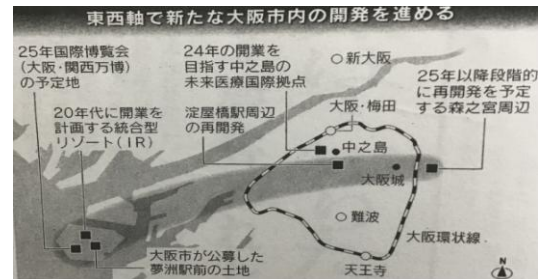 東西軸で新たな大阪市内の開発を進める
25年国際博覧会
(大阪・関西万博)
の予定地
20年代に開業を
計画する統合型
リゾート(IR)
24年の開業を
目指す中之島の
未来医療国際拠点
淀屋橋駅周辺
の再開発
新大阪
大阪・梅田
25年以降段階的
に再開発を予定
する森之宮周辺
中之島
大阪城
難波
大阪環状線
天王寺
大阪市が公募した
夢洲駅前の土地
N